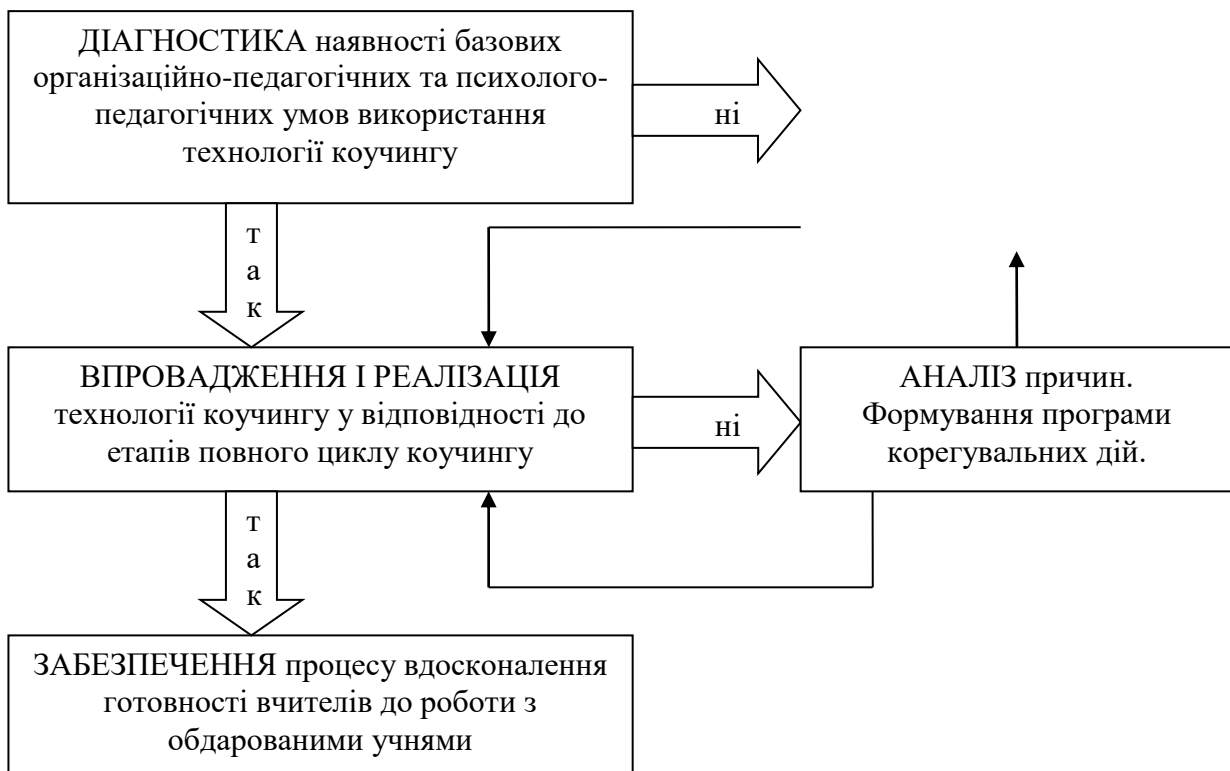 ДІАГНОСТИКА наявності базових
організаційно-педагогічних та психолого-
педагогічних умов використання
технології коучингу
ні
т
а
к
ВПРОВАДЖЕННЯ І РЕАЛІЗАЦІЯ
технології коучингу у відповідності до
етапів повного циклу коучингу
ні
АНАЛІЗ причин.
Формування програми
корегувальних дій.
т
а
к
ЗАБЕЗПЕЧЕННЯ процесу вдосконалення
готовності вчителів до роботи з
обдарованими учнями